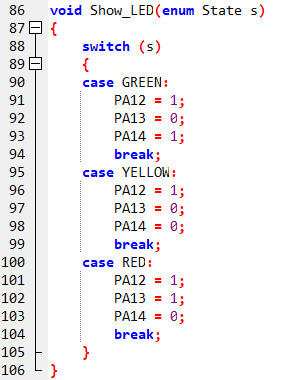 86 void Show_LED(enum State s)
87 {
88     switch (s)
89     {
90     case GREEN:
91         PA12 = 1;
92         PA13 = 0;
93         PA14 = 1;
94         break;
95     case YELLOW:
96         PA12 = 1;
97         PA13 = 0;
98         PA14 = 0;
99         break;
100     case RED:
101         PA12 = 1;
102         PA13 = 1;
103         PA14 = 0;
104         break;
105     }
106 }